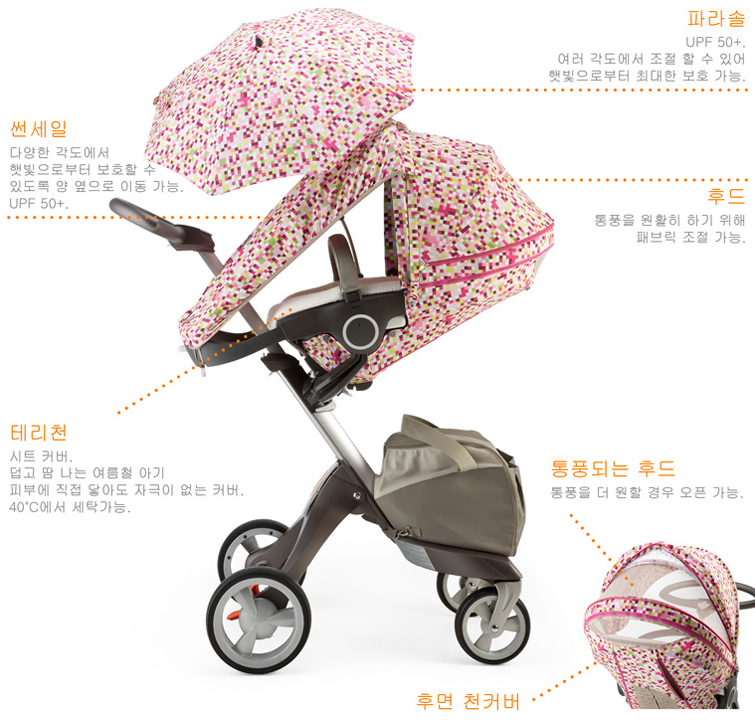 파라솔
UPF 50+.
여러 각도에서 조절 할 수 있어
햇빛으로부터 최대한 보호 가능.
썬세일
다양한 각도에서
햇빛으로부터 보호할 수
있도록 양 옆으로 이동 가능.
UPF 50+.
후드
통풍을 원활히 하기 위해
패브릭 조절 가능.
테리천
시트 커버.
덥고 땀 나는 여름철 아기
피부에 직접 닿아도 자극이 없는 커버.
40°C에서 세탁가능.
통풍되는 후드
통풍을 더 원할 경우 오픈 가능.
후면 천커버